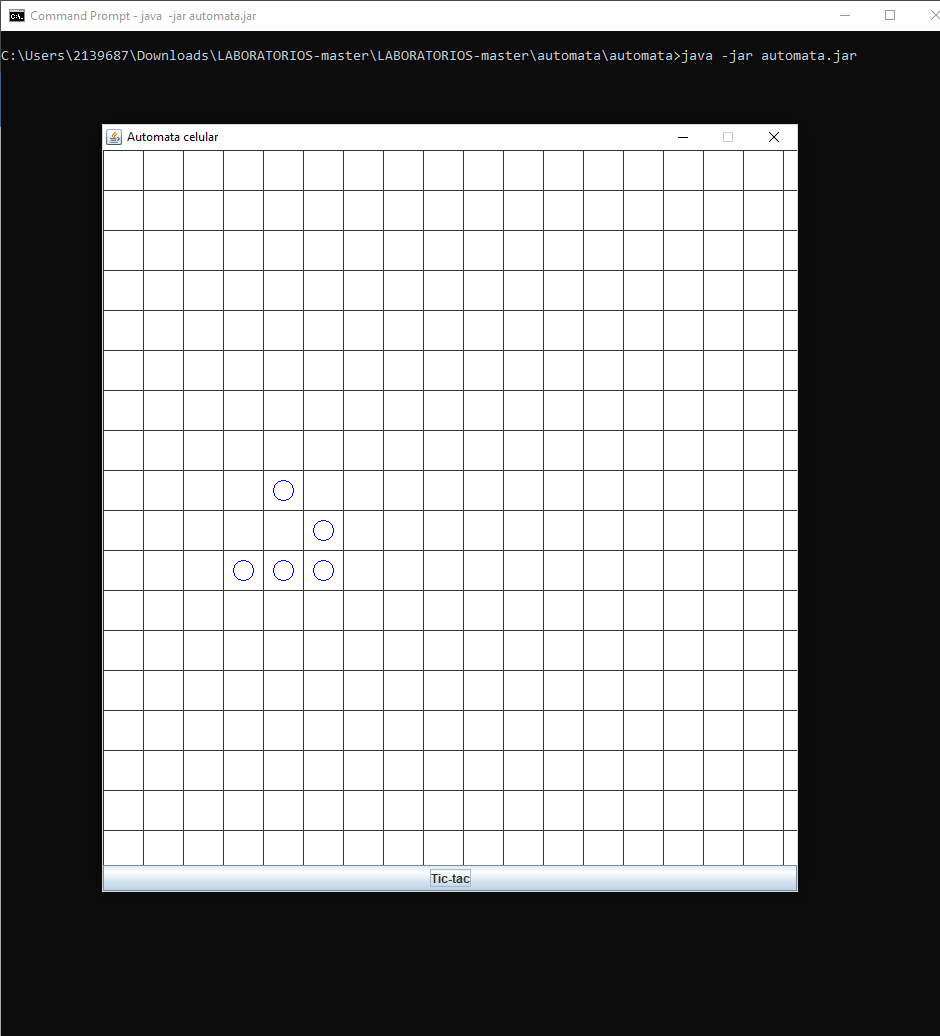 Command Prompt - java  -jar automata.jar
C:\Users\2139687\Downloads\LABORATORIOS-master\LABORATORIOS-master\automata\automata>java -jar automata.jar
Automata celular
Tic-tac